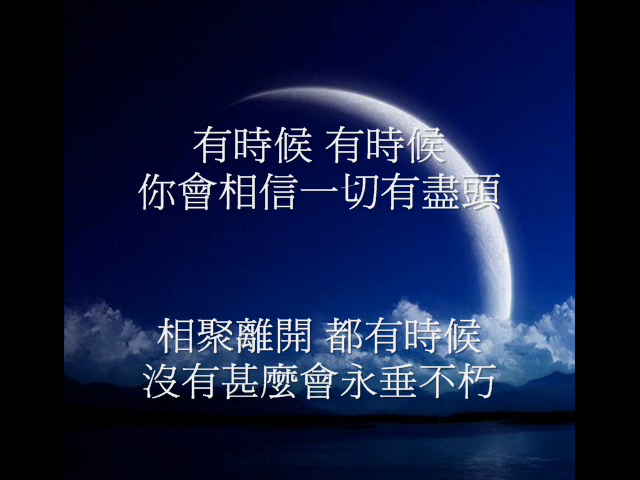 有時候 有時候
你會相信一切有盡頭
相聚離開 都有時候
沒有甚麼會永垂不朽